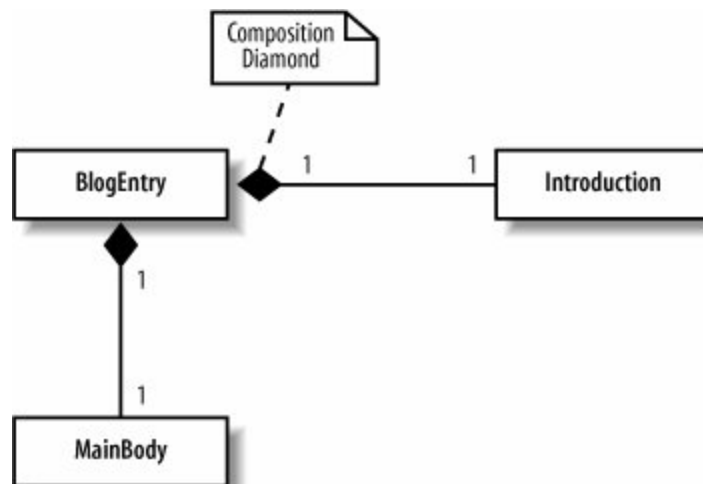 Composition
Diamond
BlogEntry
1
1
Introduction
1
1
MainBody